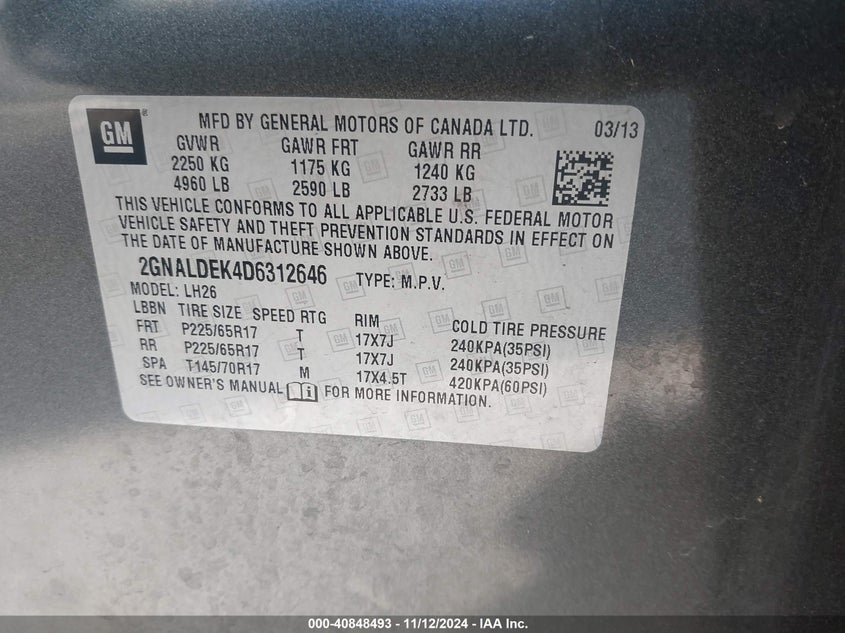 GM ® MFD BY GENERAL MOTORS OF CANADA LTD. 03/13
GVWR GAWR FRT GAWR RR
2250 KG 1175 KG 1240 KG
4960 LB 2590 LB 2733 LB
THIS VEHICLE CONFORMS TO ALL APPLICABLE U.S. FEDERAL MOTOR
VEHICLE SAFETY AND THEFT PREVENTION STANDARDS IN EFFECT ON
THE DATE OF MANUFACTURE SHOWN ABOVE.
2GNALDEK4D6312646 TYPE: M.P.V.
MODEL: LH26
LBBN TIRE SIZE SPEED RTG RIM COLD TIRE PRESSURE
FRT P225/65R17 T 17X7J 240KPA(35PSI)
RR P225/65R17 T 17X7J 240KPA(35PSI)
SPA T145/70R17 M 17X4.5T 420KPA(60PSI)
SEE OWNER'S MANUAL FOR MORE INFORMATION.
000-40848493 - 11/12/2024 - IAA Inc.